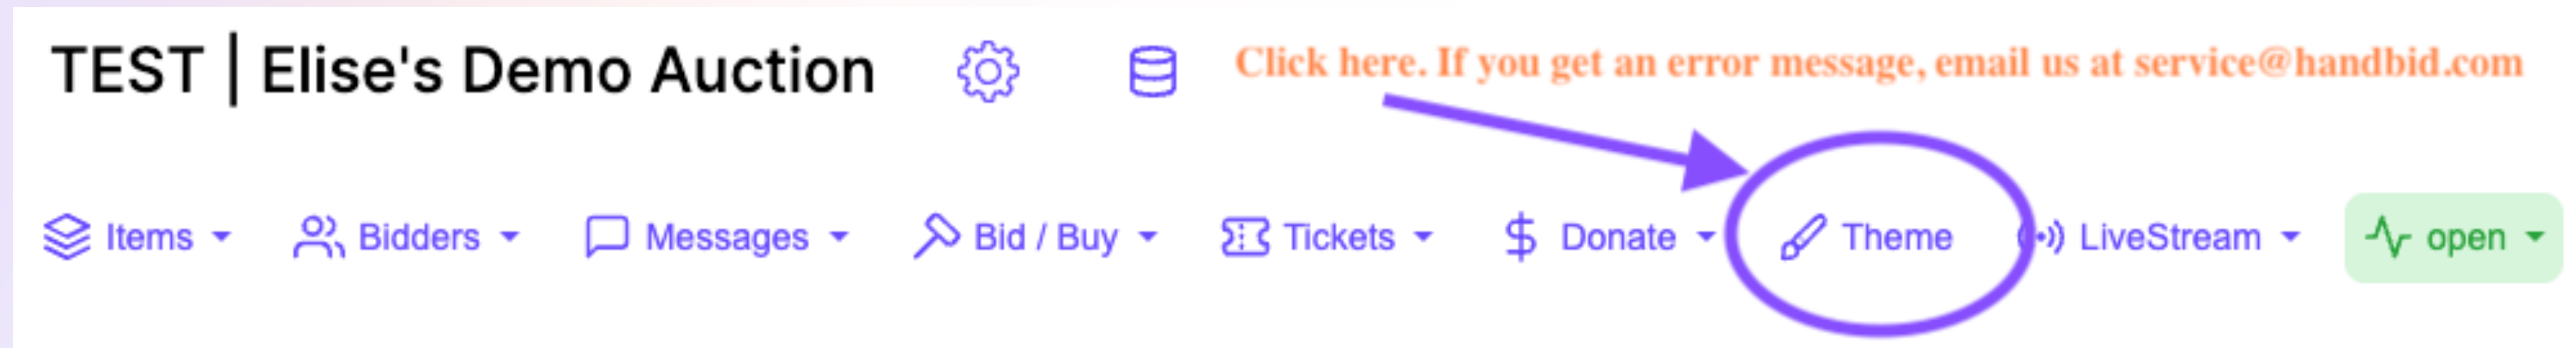 TEST | Elise's Demo Auction
Click here. If you get an error message, email us at service@handbid.com
Items Bidders Messages Bid / Buy Tickets Donate Theme LiveStream open